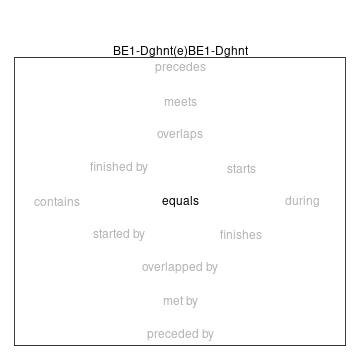 BE1-Dghnt(e)BE1-Dghnt
precedes
meets
overlaps
finished by starts
contains equals during
started by finishes
overlapped by
met by
preceded by